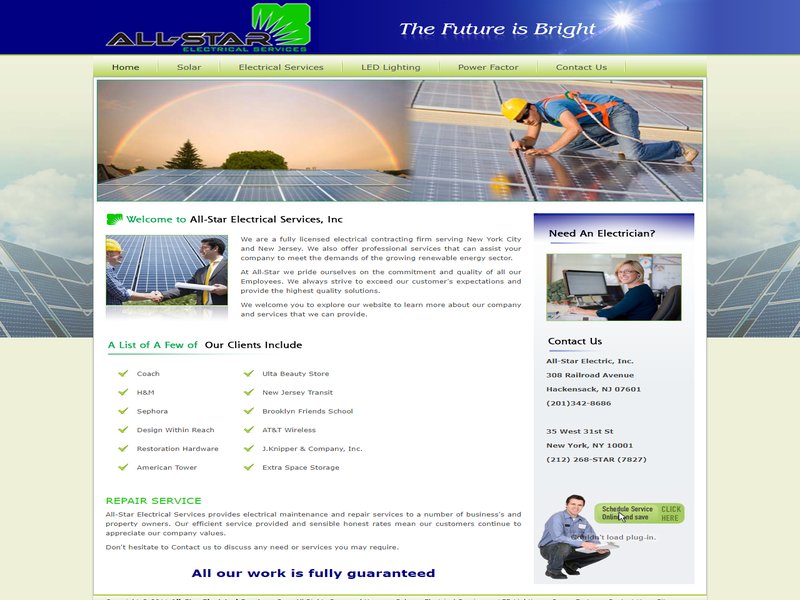 ALL-STAR
ELECTRICAL SERVICES
The Future is Bright
Home Solar Electrical Services LED Lighting Power Factor Contact Us
Welcome to All-Star Electrical Services, Inc
We are a fully licensed electrical contracting firm serving New York City
and New Jersey. We also offer professional services that can assist your
company to meet the demands of the growing renewable energy sector.
At All-Star we pride ourselves on the commitment and quality of all our
Employees. We always strive to exceed our customer's expectations and
provide the highest quality solutions.
We welcome you to explore our website to learn more about our company
and services that we can provide.
A List of A Few of Our Clients Include
Coach
H&M
Sephora
Design Within Reach
Restoration Hardware
American Tower
Ulta Beauty Store
New Jersey Transit
Brooklyn Friends School
AT&T Wireless
J.Knipper & Company, Inc.
Extra Space Storage
REPAIR SERVICE
All-Star Electrical Services provides electrical maintenance and repair services to a number of business's and
property owners. Our efficient service provided and sensible honest rates mean our customers continue to
appreciate our company values.
Don't hesitate to Contact us to discuss any need or services you may require.
All our work is fully guaranteed
Need An Electrician?
Contact Us
All-Star Electric, Inc.
308 Railroad Avenue
Hackensack, NJ 07601
(201)342-8686
35 West 31st St
New York, NY 10001
(212) 268-STAR (7827)
Schedule Service CLICK
Online and save HERE
Couldn't load plug-in.